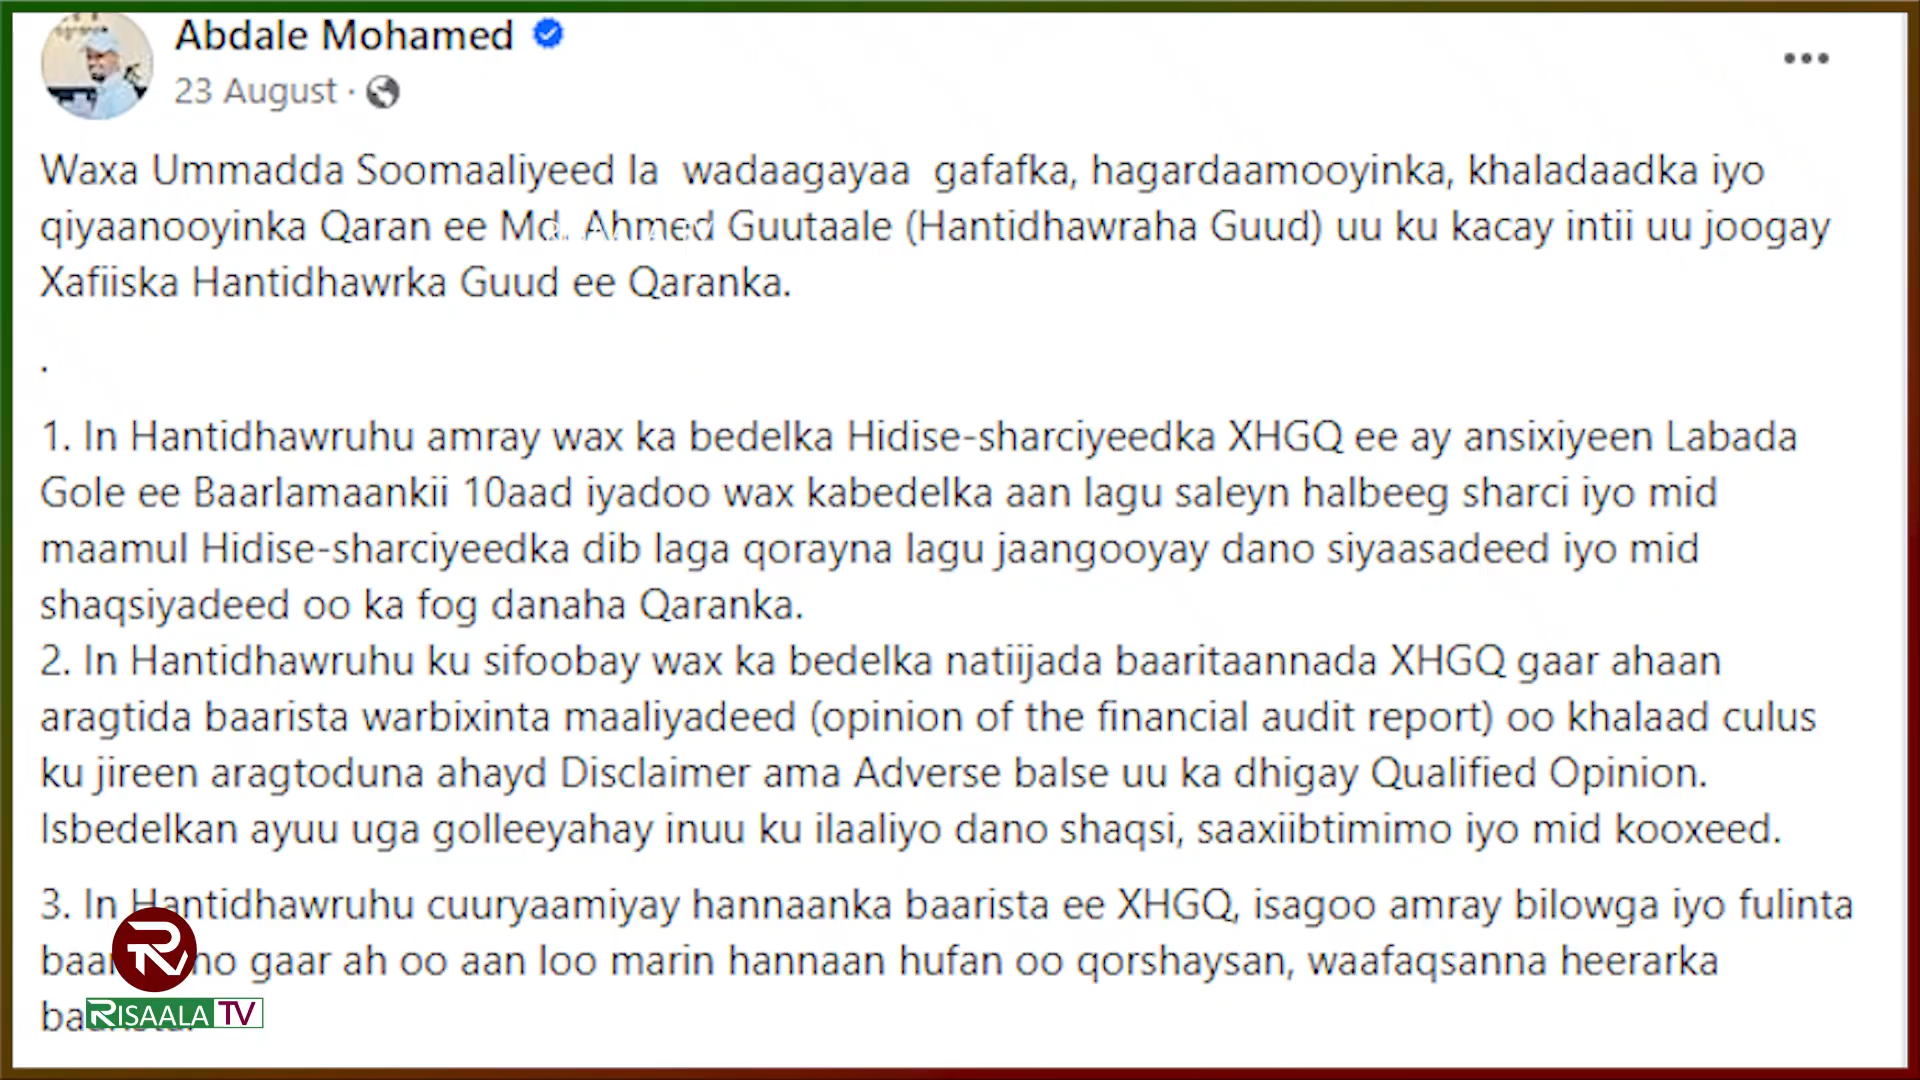 Abdale Mohamed
23 August ·
Waxa Ummadda Soomaaliyeed la wadaagayaa gafafka, hagardaamooyinka, khaladaadka iyo
qiyaanooyinka Qaran ee Md. Ahmed Guutaale (Hantidhawraha Guud) uu ku kacay intii uu joogay
Xafiiska Hantidhawrka Guud ee Qaranka.
.
1. In Hantidhawruhu amray wax ka bedelka Hidise-sharciyeedka XHGQ ee ay ansixiyeen Labada
Gole ee Baarlamaankii 10aad iyadoo wax kabedelka aan lagu saleyn halbeeg sharci iyo mid
maamul Hidise-sharciyeedka dib laga qorayna lagu jaangooyay dano siyaasadeed iyo mid
shaqsiyadeed oo ka fog danaha Qaranka.
2. In Hantidhawruhu ku sifoobay wax ka bedelka natiijada baaritaannada XHGQ gaar ahaan
aragtida baarista warbixinta maaliyadeed (opinion of the financial audit report) oo khalaad culus
ku jireen aragtoduna ahayd Disclaimer ama Adverse balse uu ka dhigay Qualified Opinion.
Isbedelkan ayuu uga golleeyahay inuu ku ilaaliyo dano shaqsi, saaxiibtimimo iyo mid kooxeed.
3. In Hantidhawruhu cuuryaamiyay hannaanka baarista ee XHGQ, isagoo amray bilowga iyo fulinta
gaar ah oo aan loo marin hannaan hufan oo qorshaysan, waafaqsanna heerarka
RISAALA TV